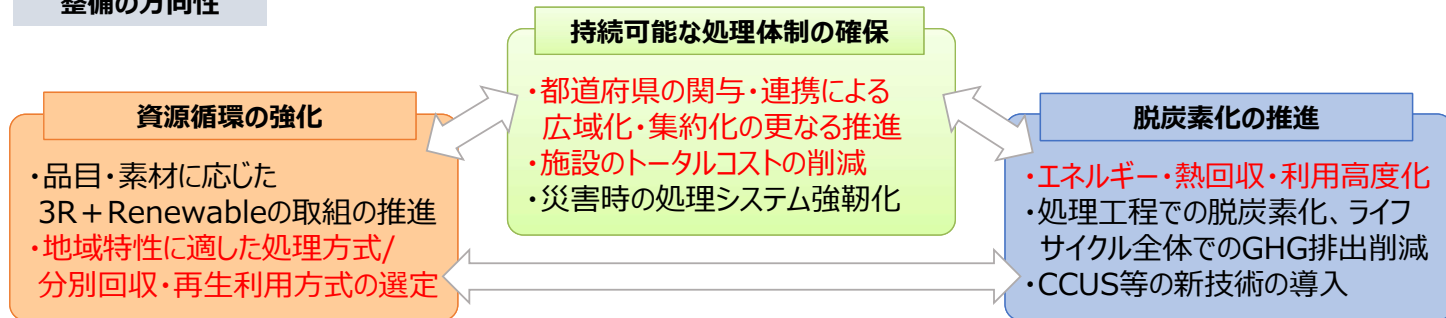 整備の方向性
持続可能な処理体制の確保
・都道府県の関与・連携による
広域化・集約化の更なる推進
・施設のトータルコストの削減
・災害時の処理システム強靭化
資源循環の強化
・品目・素材に応じた
3R＋Renewableの取組の推進
・地域特性に適した処理方式/
分別回収・再生利用方式の選定
脱炭素化の推進
・エネルギー・熱回収・利用高度化
・処理工程での脱炭素化、ライフ
サイクル全体でのGHG排出削減
・CCUS等の新技術の導入